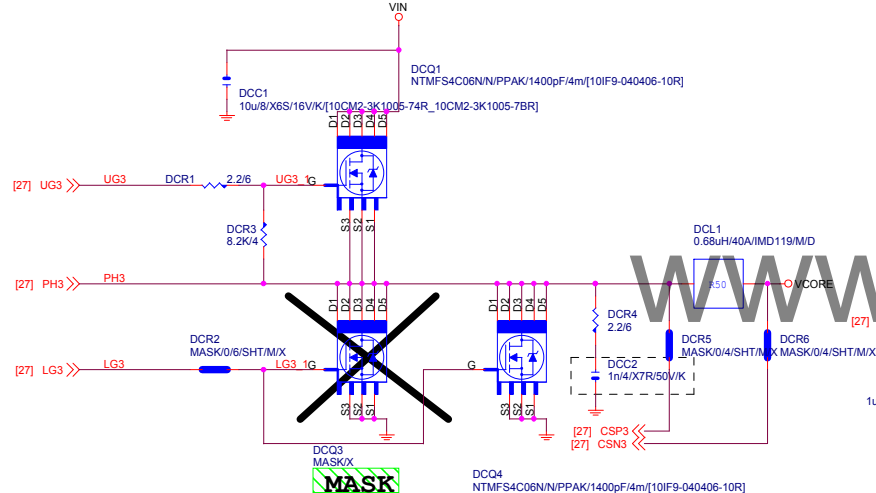 VIN
DCQ1
NTMFS4C06N/N/PPAK/1400pF/4m/[10IF9-040406-10R]
DCC1
10u/8/X6S/16V/K/[10CM2-3K1005-74R_10CM2-3K1005-7BR]
D1 D2 D3 D4 D5
[27] UG3 UG3 DCR1 2.2/6 UG3_1 G
S3 S2 S1
DCR3
8.2K/4
DCL1
0.68uH/40A/IMD119/M/D
[27] PH3 PH3
R50 VCORE
WWW
D1 D2 D3 D4 D5
D1 D2 D3 D4 D5
DCR4
2.2/6
[27]
DCR2
MASK/0/6/SHT/M/X
DCR5
MASK/0/4/SHT/M/X
DCR6
MASK/0/4/SHT/M/X
[27] LG3 LG3 LG3_1 G
G
DCC2
1n/4/X7R/50V/K
S3 S2 S1
S3 S2 S1
1u
[27] CSP3
[27] CSN3
DCQ3
MASK/X
MASK
DCQ4
NTMFS4C06N/N/PPAK/1400pF/4m/[10IF9-040406-10R]